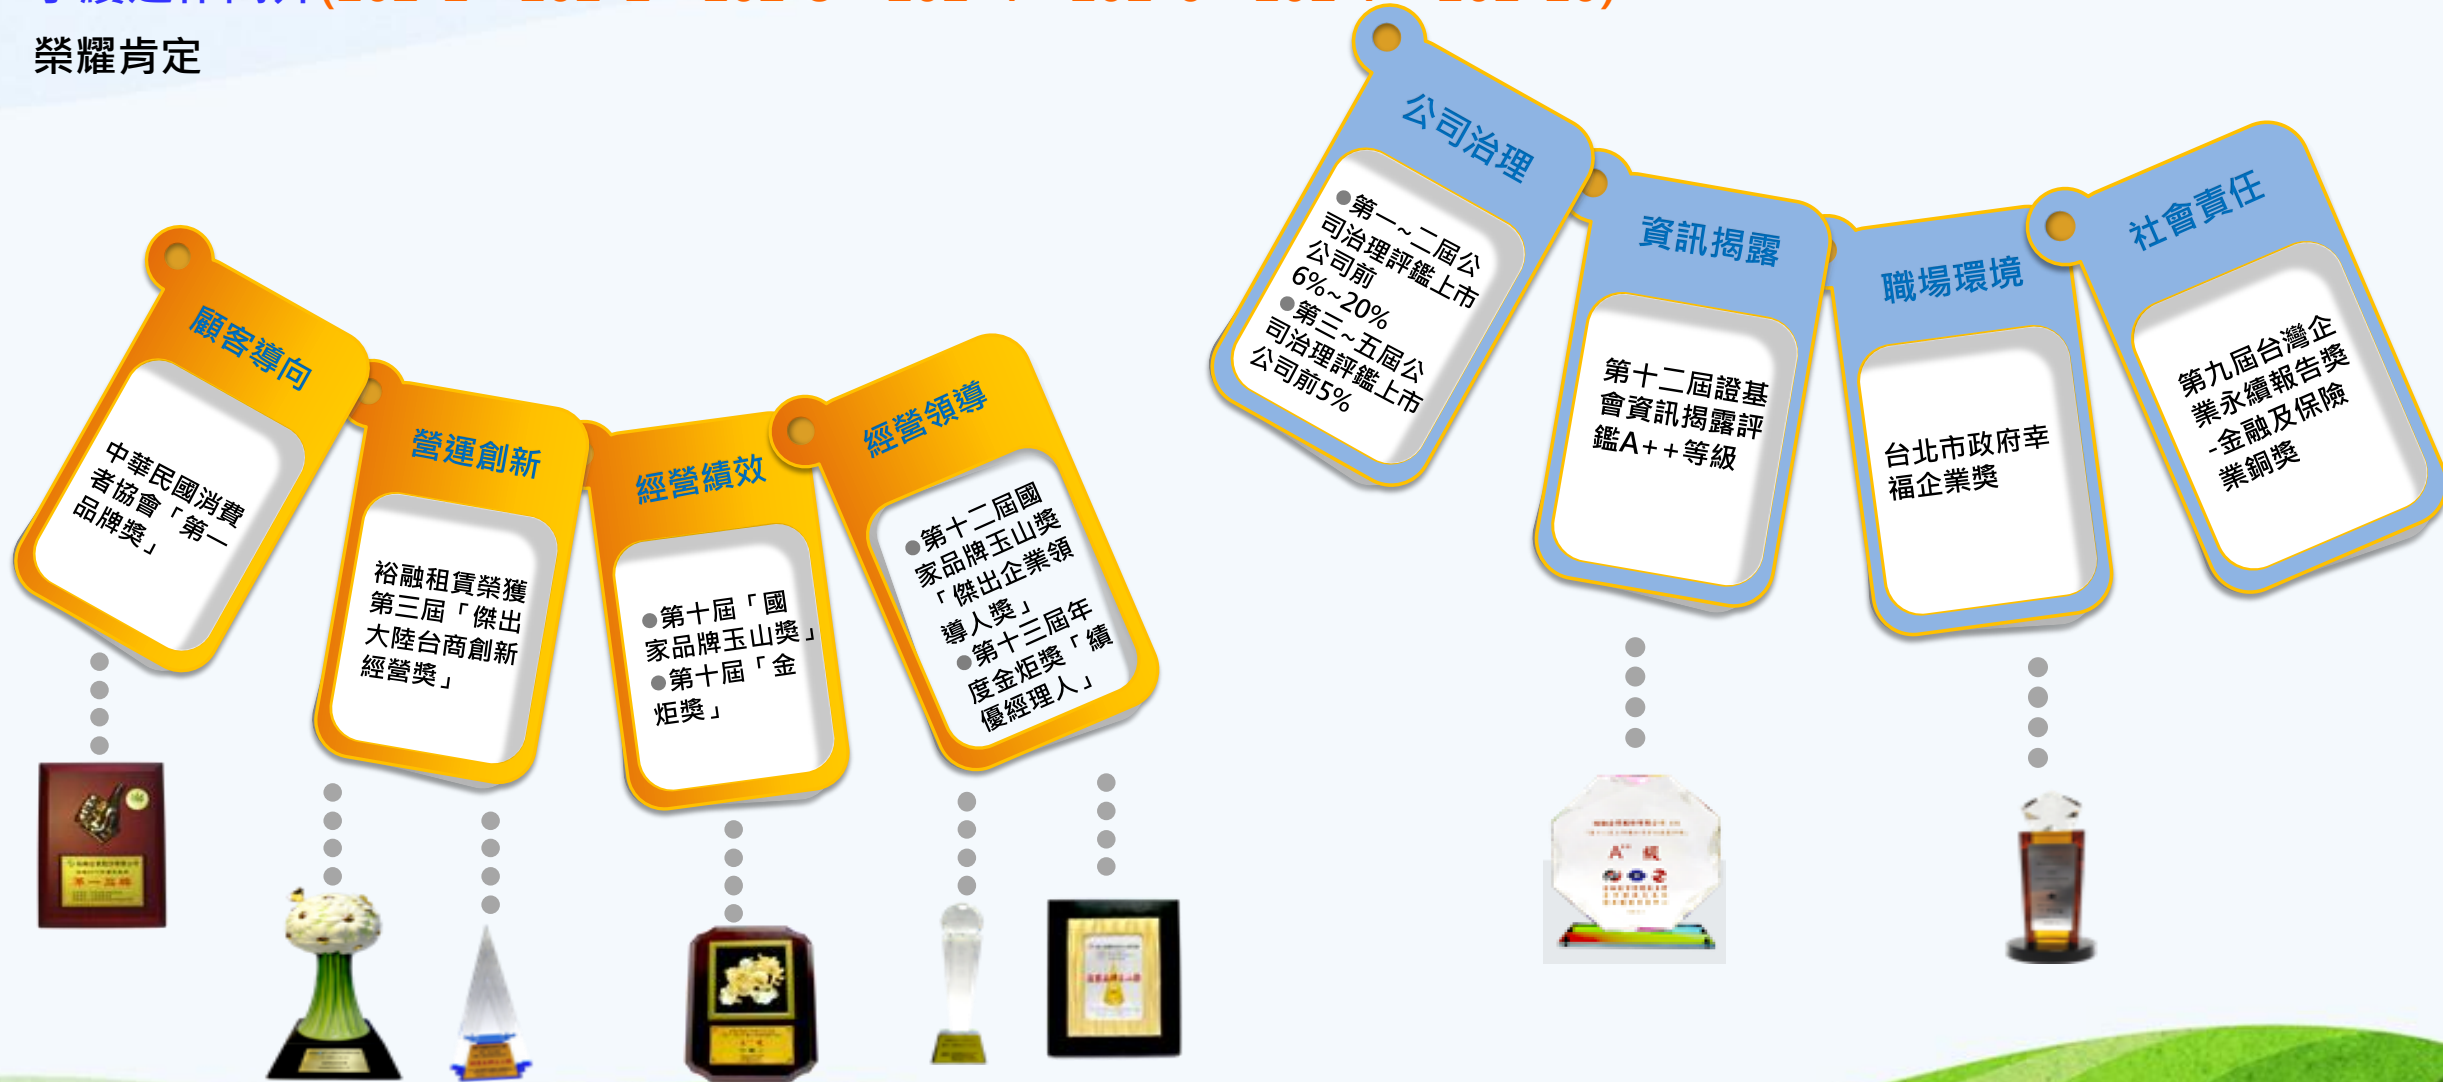 榮耀肯定
顧客導向
中華民國消費
者協會「第一
品牌獎」
營運創新
裕融租賃榮獲
第三屆「傑出
大陸台商創新
經營獎」
經營績效
●第十屆「國
家品牌玉山獎」
●第十屆「金
炬獎」
經營領導
●第十二屆國
家品牌玉山獎
「傑出企業領
導人獎」
●第十三屆年
度金炬獎「績
優經理人」
公司治理
●第一~二屆公
司治理評鑑上市
公司前
6%~20%
●第三~五屆公
司治理評鑑上市
公司前5%
資訊揭露
第十二屆證基
會資訊揭露評
鑑A++等級
職場環境
台北市政府幸
福企業獎
社會責任
第九屆台灣企
業永續報告獎
-金融及保險
業銅獎
第一品牌
A++ 級